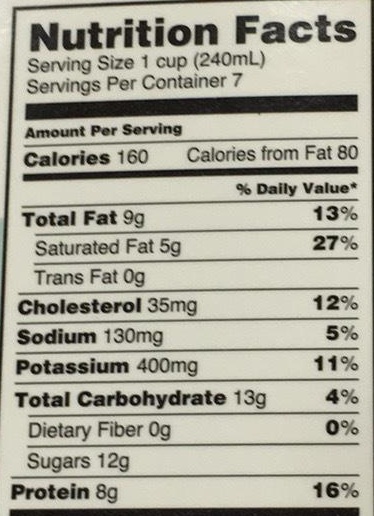 Nutrition Facts
Serving Size 1 cup (240mL)
Servings Per Container 7
Amount Per Serving
Calories 160 Calories from Fat 80
% Daily Value*
Total Fat 9g 13%
Saturated Fat 5g 27%
Trans Fat 0g
Cholesterol 35mg 12%
Sodium 130mg 5%
Potassium 400mg 11%
Total Carbohydrate 13g 4%
Dietary Fiber 0g 0%
Sugars 12g
Protein 8g 16%